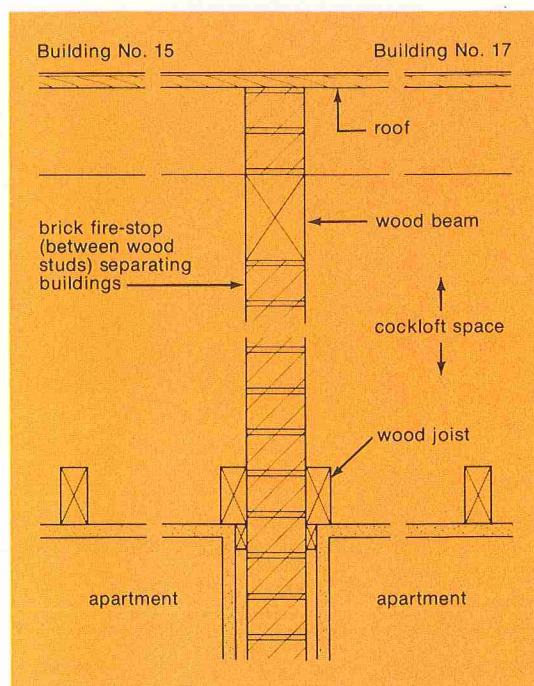 Building No. 15
Building No. 17
roof
wood beam
brick fire-stop
(between wood
studs) separating
buildings
cockloft space
wood joist
apartment
apartment